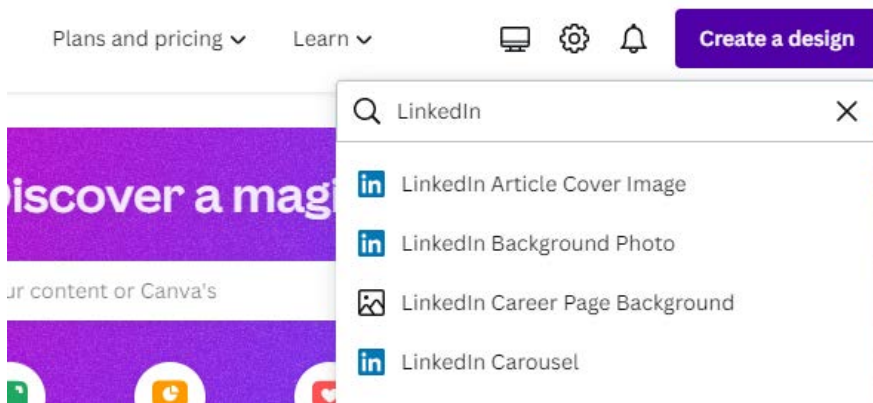 Plans and pricing Learn Create a design
LinkedIn
iscover a magi
LinkedIn Article Cover Image
LinkedIn Background Photo
ur content or Canva's
LinkedIn Career Page Background
LinkedIn Carousel